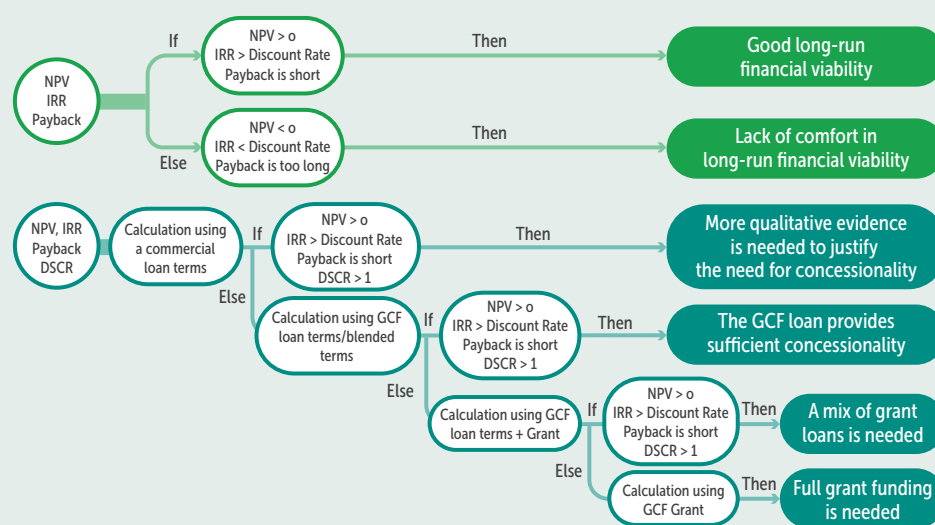 NPV
IRR
Payback
If
NPV > o
IRR > Discount Rate
Payback is short
Then
Good long-run
financial viability
Else
NPV < o
IRR < Discount Rate
Payback is too long
Then
Lack of comfort in
long-run financial viability
NPV, IRR
Payback
DSCR
Calculation using
a commercial
loan terms
If
NPV > o
IRR > Discount Rate
Payback is short
DSCR > 1
Then
More qualitative evidence
is needed to justify
the need for concessionality
Else
Calculation using GCF
loan terms/blended
terms
If
NPV > o
IRR > Discount Rate
Payback is short
DSCR > 1
Then
The GCF loan provides
sufficient concessionality
Else
Calculation using GCF
loan terms + Grant
If
NPV > o
IRR > Discount Rate
Payback is short
DSCR > 1
Then
A mix of grant
loans is needed
Else
Calculation using
GCF Grant
Then
Full grant funding
is needed